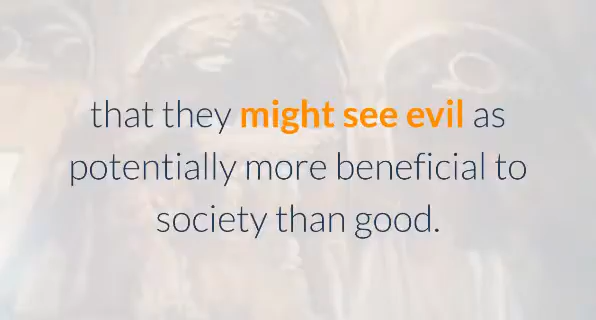 that they might see evil as
potentially more beneficial to
society than good.